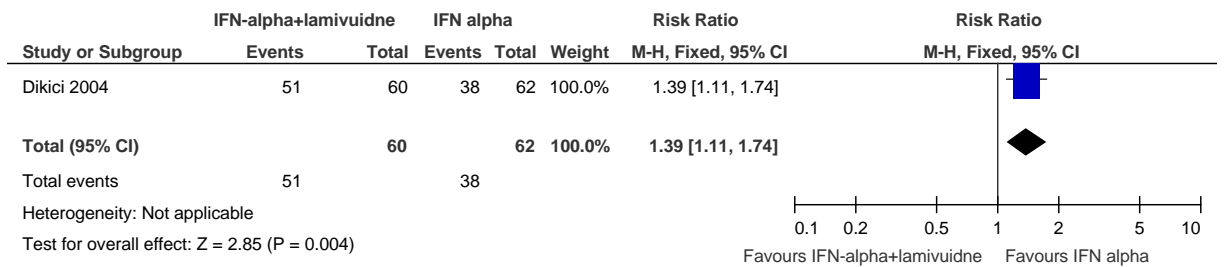 IFN-alpha+lamivuidne IFN alpha Risk Ratio Risk Ratio
Study or Subgroup Events Total Events Total Weight M-H, Fixed, 95% CI M-H, Fixed, 95% CI
Dikici 2004 51 60 38 62 100.0% 1.39 [1.11, 1.74]
Total (95% CI) 60 62 100.0% 1.39 [1.11, 1.74]
Total events 51 38
Heterogeneity: Not applicable
Test for overall effect: Z = 2.85 (P = 0.004)
0.1 0.2 0.5 1 2 5 10
Favours IFN-alpha+lamivuidne Favours IFN alpha